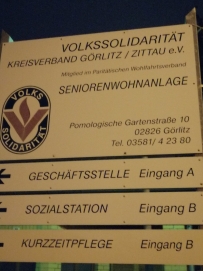 VOLKSSOLIDARITÄT
KREISVERBAND GÖRLITZ / ZITTAU e.V.
Mitglied im Paritätischen Wohlfahrtsverband
SENIORENWOHNANLAGE
VOLKS
SOLIDARITÄT
Pomologische Gartenstraße 10
02826 Görlitz
Tel. 03581/ 4 23 80
GESCHÄFTSSTELLE Eingang A
SOZIALSTATION Eingang B
KURZZEITPFLEGE Eingang B